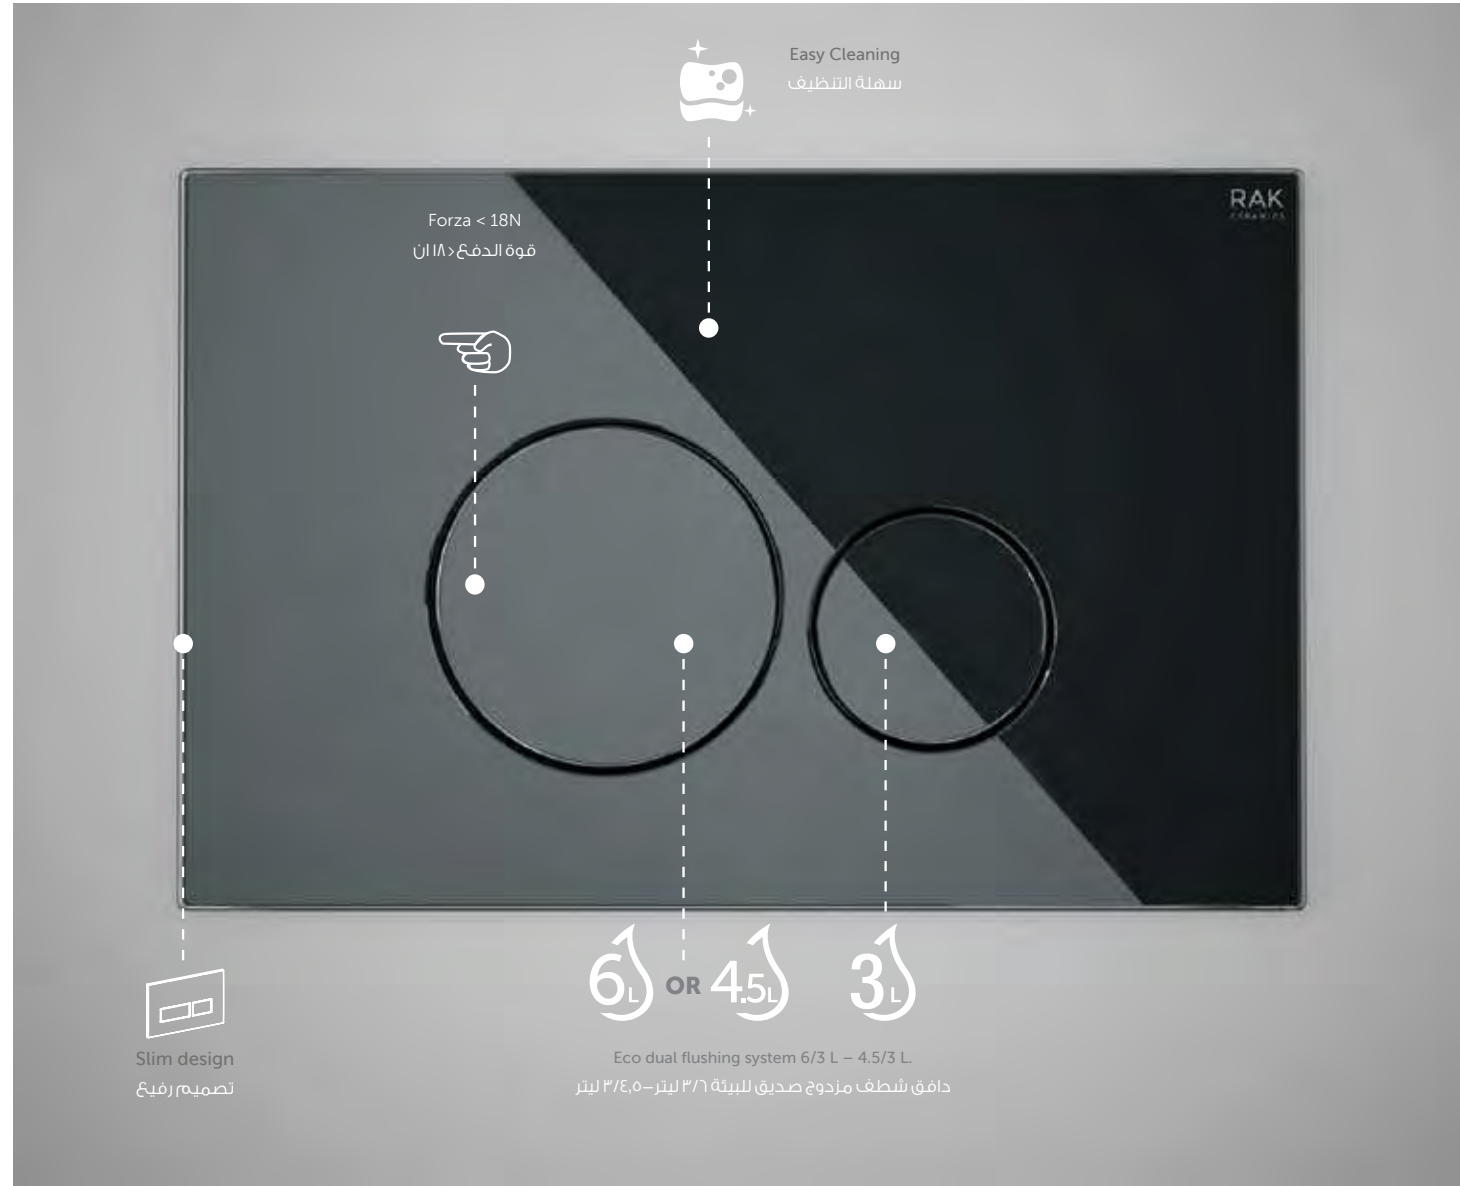 Easy Cleaning
سهلة التنظيف
RAK
CERAMICS
Forza < 18N
قوة الدفع<١٨ان
6L OR 4.5L 3L
Slim design
تصميم رفيع
Eco dual flushing system 6/3 L – 4.5/3 L.
دافق شطف مزدوج صديق للبيئة ٣/٦ ليتر–٣/٤,٥ ليتر